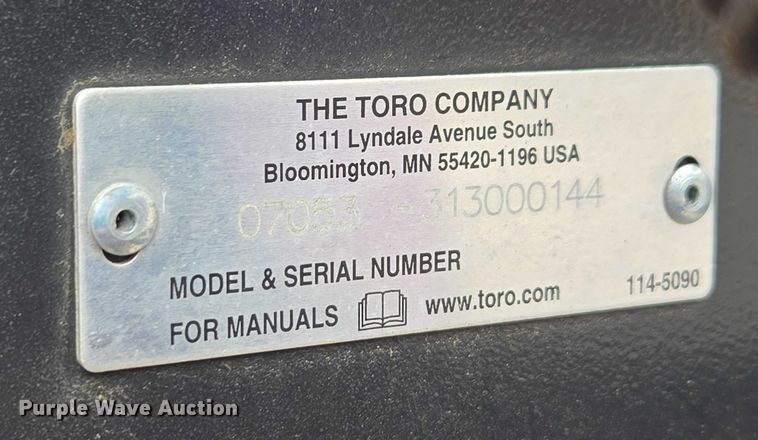 THE TORO COMPANY
8111 Lyndale Avenue South
Bloomington, MN 55420-1196 USA
07053 - 313000144
MODEL & SERIAL NUMBER
FOR MANUALS www.toro.com
114-5090
Purple Wave Auction